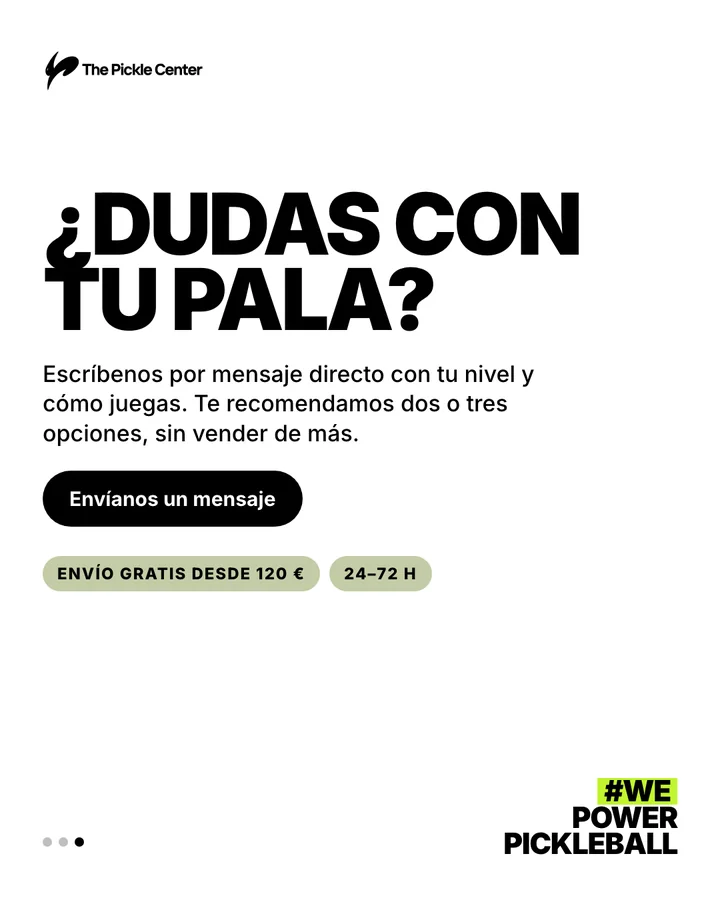 The Pickle Center
¿DUDAS CON
TU PALA?
Escríbenos por mensaje directo con tu nivel y
cómo juegas. Te recomendamos dos o tres
opciones, sin vender de más.
Envíanos un mensaje
ENVÍO GRATIS DESDE 120 € 24–72 H
#WE
POWER
PICKLEBALL